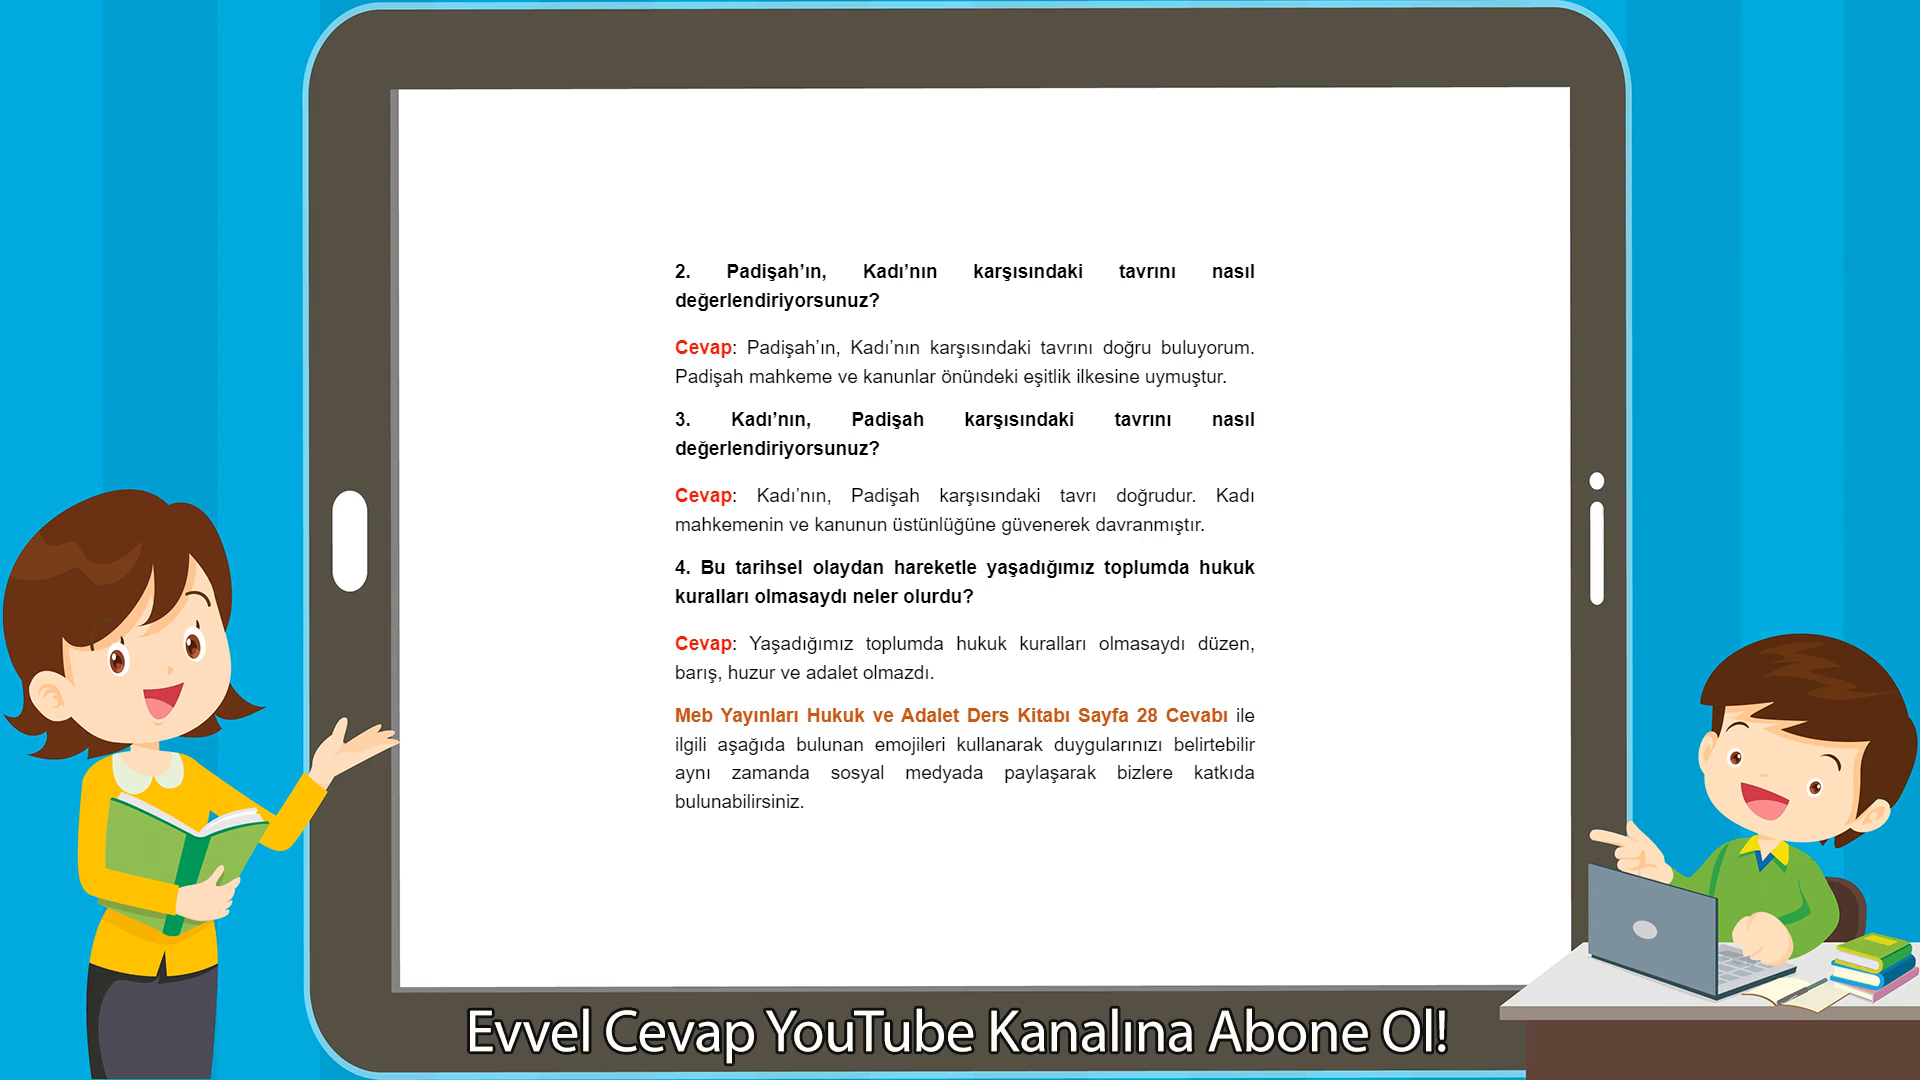 2. Padişah’ın, Kadı’nın karşısındaki tavrını nasıl
değerlendiriyorsunuz?
Cevap: Padişah’ın, Kadı’nın karşısındaki tavrını doğru buluyorum.
Padişah mahkeme ve kanunlar önündeki eşitlik ilkesine uymuştur.
3. Kadı’nın, Padişah karşısındaki tavrını nasıl
değerlendiriyorsunuz?
Cevap: Kadı’nın, Padişah karşısındaki tavrı doğrudur. Kadı
mahkemenin ve kanunun üstünlüğüne güvenerek davranmıştır.
4. Bu tarihsel olaydan hareketle yaşadığımız toplumda hukuk
kuralları olmasaydı neler olurdu?
Cevap: Yaşadığımız toplumda hukuk kuralları olmasaydı düzen,
barış, huzur ve adalet olmazdı.
Meb Yayınları Hukuk ve Adalet Ders Kitabı Sayfa 28 Cevabı ile
ilgili aşağıda bulunan emojileri kullanarak duygularınızı belirtebilir
aynı zamanda sosyal medyada paylaşarak bizlere katkıda
bulunabilirsiniz.
Evvel Cevap YouTube Kanalına Abone Ol!